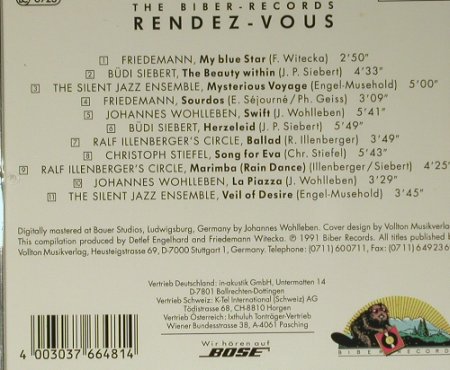 THE BIBER-RECORDS
RENDEZ-VOUS
1 FRIEDEMANN, My blue Star (F. Witecka) 2'50"
2 BÜDI SIEBERT, The Beauty within (J. P. Siebert) 4'33"
3 THE SILENT JAZZ ENSEMBLE, Mysterious Voyage (Engel-Musehold) 5'00"
4 FRIEDEMANN, Sourdos (E. Séjourné / Ph. Geiss) 3'09"
5 JOHANNES WOHLLEBEN, Swift (J. Wohlleben) 5'41"
6 BÜDI SIEBERT, Herzeleid (J. P. Siebert) 5'49"
7 RALF ILLENBERGER'S CIRCLE, Ballad (R. Illenberger) 3'49"
8 CHRISTOPH STIEFEL, Song for Eva (Chr. Stiefel) 5'43"
9 RALF ILLENBERGER'S CIRCLE, Marimba (Rain Dance) (Illenberger / Siebert) 4'25"
10 JOHANNES WOHLLEBEN, La Piazza (J. Wohlleben) 3'29"
11 THE SILENT JAZZ ENSEMBLE, Veil of Desire (Engel-Musehold) 3'45"
Digitally mastered at Bauer Studios, Ludwigsburg, Germany by Johannes Wohlleben. Cover design by Vollton Musikverlag.
This compilation produced by Detlef Engelhard and Friedemann Witecka. ℗ 1991 Biber Records. All titles published by
Vollton Musikverlag, Heusteigstraße 69, D-7000 Stuttgart 1, Germany. Telefon: (0711) 600711, Fax: (0711) 649236
Vertrieb Deutschland: in-akustik GmbH, Untermatten 14
D-7801 Ballrechten-Dottingen
Vertrieb Schweiz: K-Tel International (Schweiz) AG
Todistrasse 65, CH-8810 Horgen
Vertrieb Österreich: Ixthuluh Tonträger-Vertrieb
Wiener Bundesstraße 38, A-4061 Pasching
Wir hören auf
BOSE
4 003037 664814
BIBER RECORDS